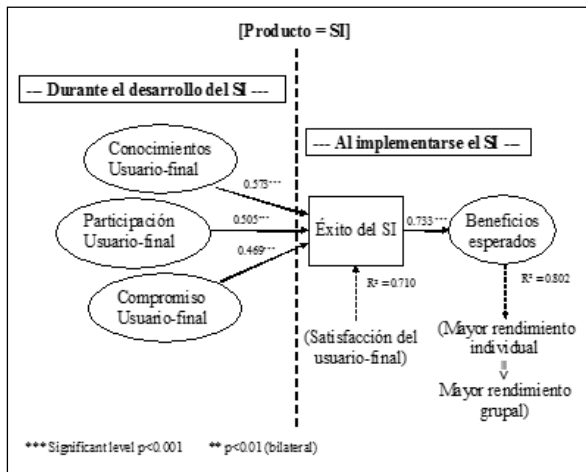 [Producto = SI]
--- Durante el desarrollo del SI ---
--- Al implementarse el SI ---
Conocimientos
Usuario-final
0.573***
Participación
Usuario-final
0.505***
0.469***
Compromiso
Usuario-final
Éxito del SI
0.733***
Beneficios
esperados
R² = 0.710
R² = 0.802
(Satisfacción del
usuario-final)
(Mayor rendimiento
individual
=>
Mayor rendimiento
grupal)
*** Significant level p<0.001 ** p<0.01 (bilateral)